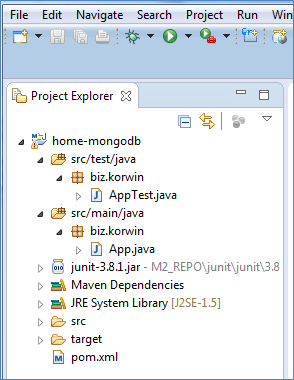 File Edit Navigate Search Project Run Win
Project Explorer
home-mongodb
src/test/java
biz.korwin
AppTest.java
src/main/java
biz.korwin
App.java
junit-3.8.1.jar - M2_REPO\junit\junit\3.8
Maven Dependencies
JRE System Library [J2SE-1.5]
src
target
pom.xml